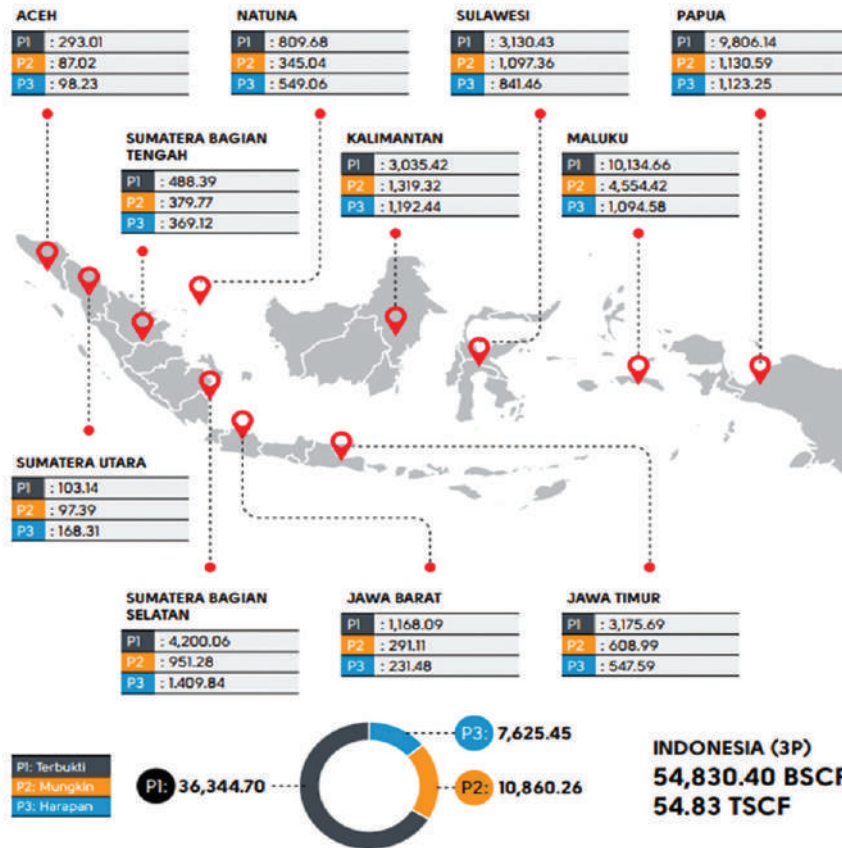 ACEH
P1 : 293.01
P2 : 87.02
P3 : 98.23
NATUNA
P1 : 809.68
P2 : 345.04
P3 : 549.06
SULAWESI
P1 : 3,130.43
P2 : 1,097.36
P3 : 841.46
PAPUA
P1 : 9,806.14
P2 : 1,130.59
P3 : 1,123.25
SUMATERA BAGIAN
TENGAH
P1 : 488.39
P2 : 379.77
P3 : 369.12
KALIMANTAN
P1 : 3,035.42
P2 : 1,319.32
P3 : 1,192.44
MALUKU
P1 : 10,134.66
P2 : 4,554.42
P3 : 1,094.58
SUMATERA UTARA
P1 : 103.14
P2 : 97.39
P3 : 168.31
SUMATERA BAGIAN
SELATAN
P1 : 4,200.06
P2 : 951.28
P3 : 1.409.84
JAWA BARAT
P1 : 1,168.09
P2 : 291.11
P3 : 231.48
JAWA TIMUR
P1 : 3,175.69
P2 : 608.99
P3 : 547.59
P1: Terbukti
P2: Mungkin
P3: Harapan
P1: 36,344.70
P3: 7,625.45
P2: 10,860.26
INDONESIA (3P)
54,830.40 BSCF
54.83 TSCF